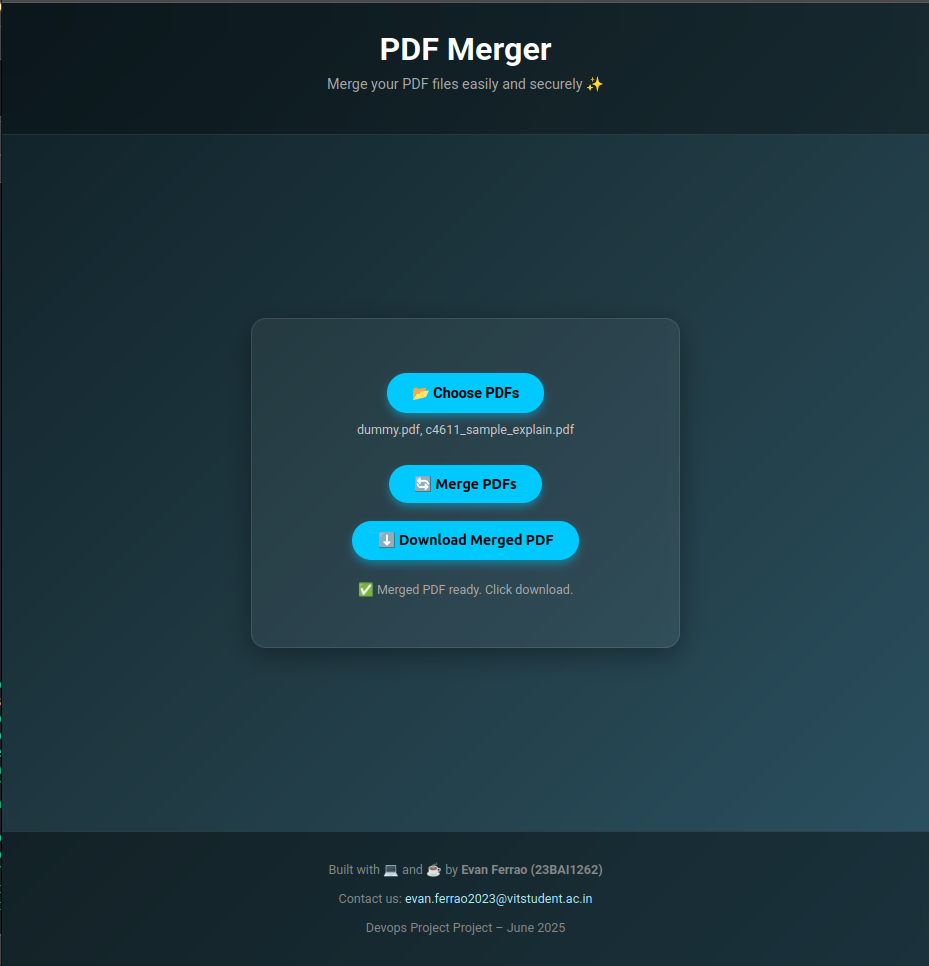 PDF Merger
Merge your PDF files easily and securely ✨
📂 Choose PDFs
dummy.pdf, c4611_sample_explain.pdf
🔄 Merge PDFs
⬇️ Download Merged PDF
✅ Merged PDF ready. Click download.
Built with 💻 and ☕ by Evan Ferrao (23BAI1262)
Contact us: evan.ferrao2023@vitstudent.ac.in
Devops Project Project – June 2025